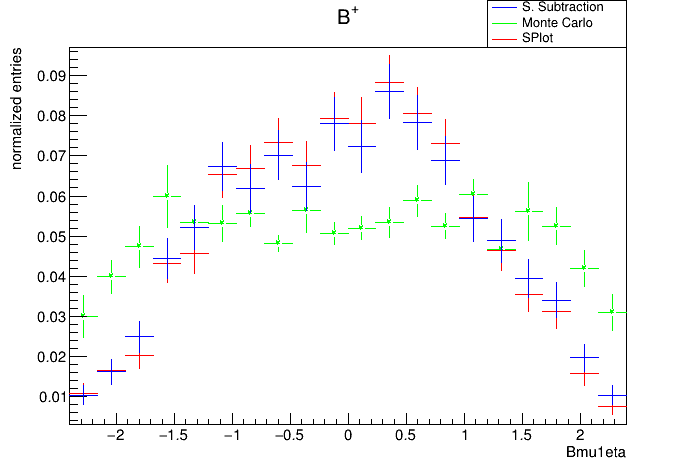 B+
S. Subtraction
Monte Carlo
SPlot
normalized entries
0.09
0.08
0.07
0.06
0.05
0.04
0.03
0.02
0.01
−2 −1.5 −1 −0.5 0 0.5 1 1.5 2
Bmu1eta